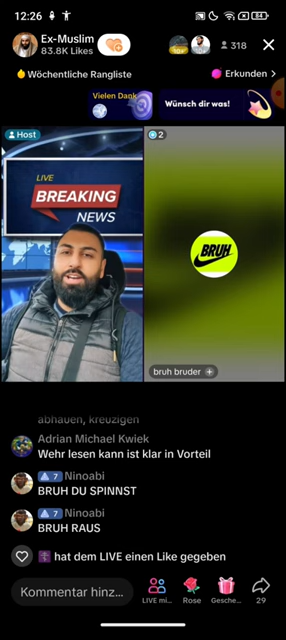 12:26
84
Ex-Muslim
83.8K Likes
10+
318
Wöchentliche Rangliste
Erkunden >
Vielen Dank
Wünsch dir was!
Host
2
LIVE
BREAKING
NEWS
BRUH
bruh bruder +
abhauen, kreuzigen
Adrian Michael Kwiek
Wehr lesen kann ist klar in Vorteil
7 Ninoabi
BRUH DU SPINNST
7 Ninoabi
BRUH RAUS
hat dem LIVE einen Like gegeben
Kommentar hinz...
LIVE mi...
Rose
Gesche...
29